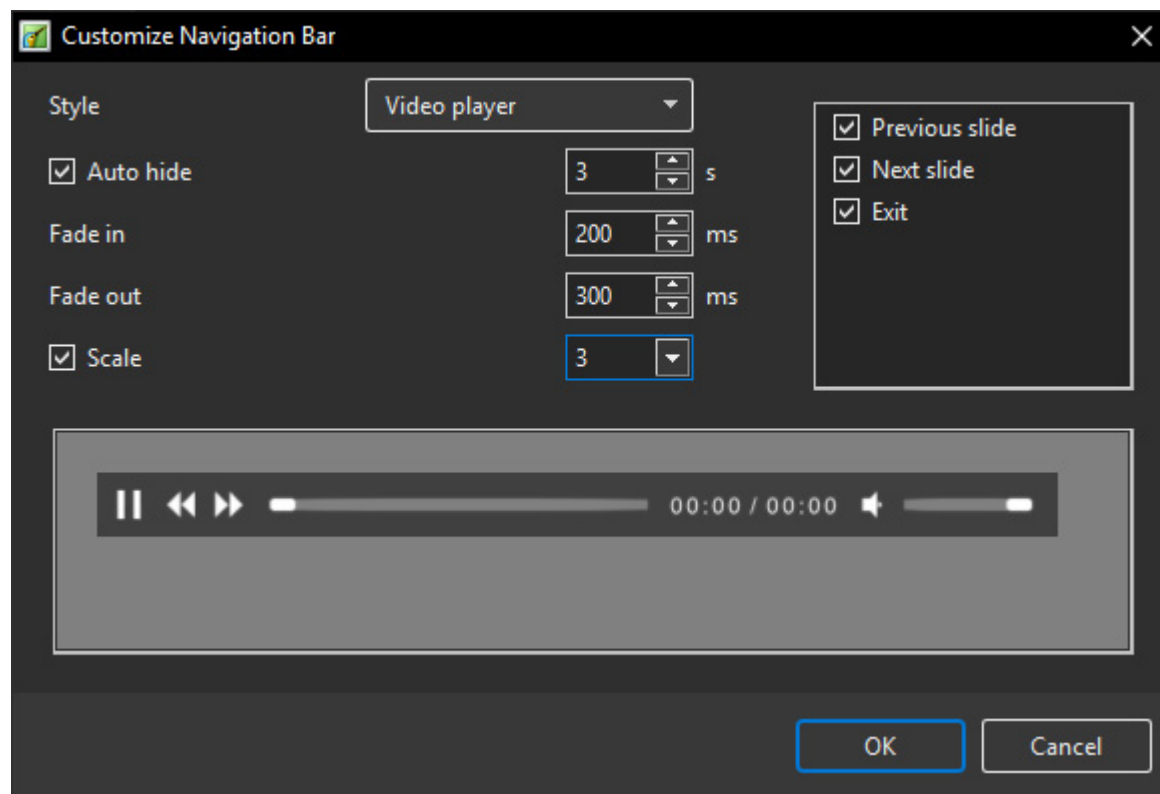 Customize Navigation Bar
Style Video player
Auto hide 3 s
Fade in 200 ms
Fade out 300 ms
Scale 3
Previous slide
Next slide
Exit
00:00 / 00:00
OK Cancel